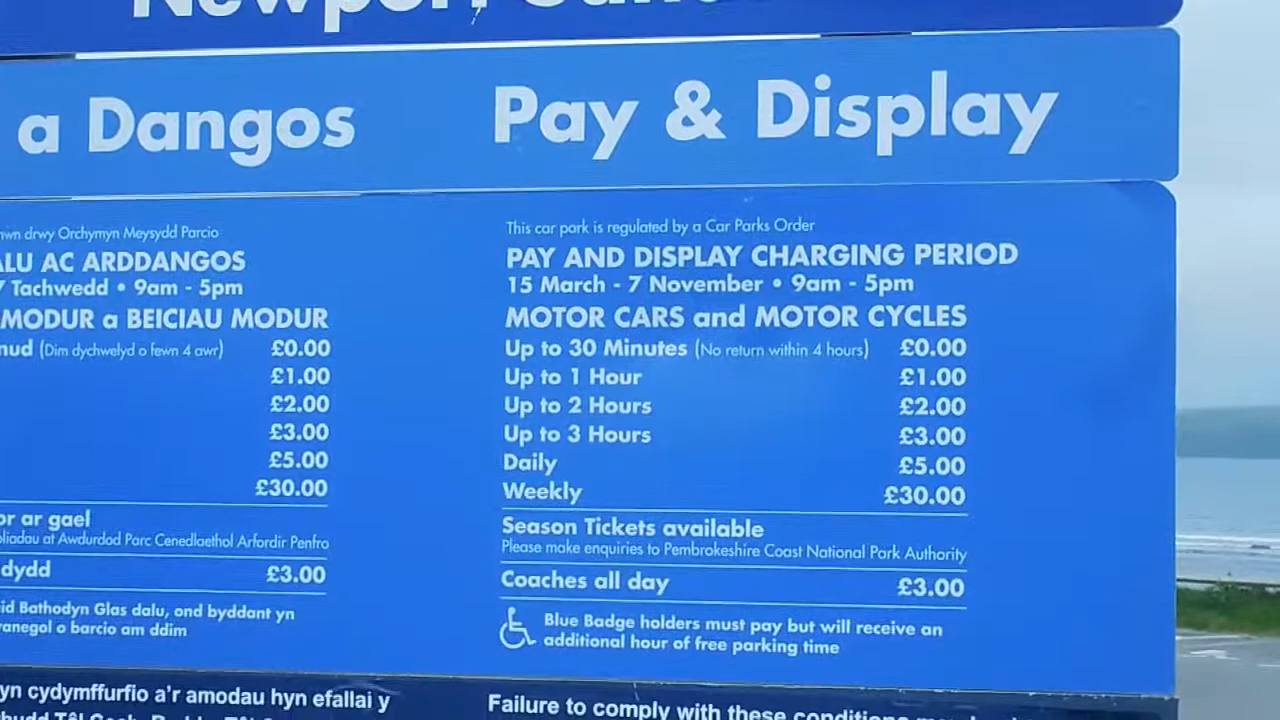 Newport
a Dangos
Pay & Display
drwy Orchymyn Meysydd Parcio
AC ARDDANGOS
Tachwedd • 9am - 5pm
MODUR a BEICIAU MODUR
(Dim dychwelyd o fewn 4 awr) £0.00
£1.00
£2.00
£3.00
£5.00
£30.00
ar gael
at Awdurdod Parc Cenedlaethol Arfordir Penfro
£3.00
Bathodyn Glas dalu, ond byddant yn
o barcio am ddim
yn cydymffurfio a'r amodau hyn efallai y
This car park is regulated by a Car Parks Order
PAY AND DISPLAY CHARGING PERIOD
15 March - 7 November • 9am - 5pm
MOTOR CARS and MOTOR CYCLES
Up to 30 Minutes (No return within 4 hours) £0.00
Up to 1 Hour £1.00
Up to 2 Hours £2.00
Up to 3 Hours £3.00
Daily £5.00
Weekly £30.00
Season Tickets available
Please make enquiries to Pembrokeshire Coast National Park Authority
Coaches all day £3.00
Blue Badge holders must pay but will receive an
additional hour of free parking time
Failure to comply with these conditions